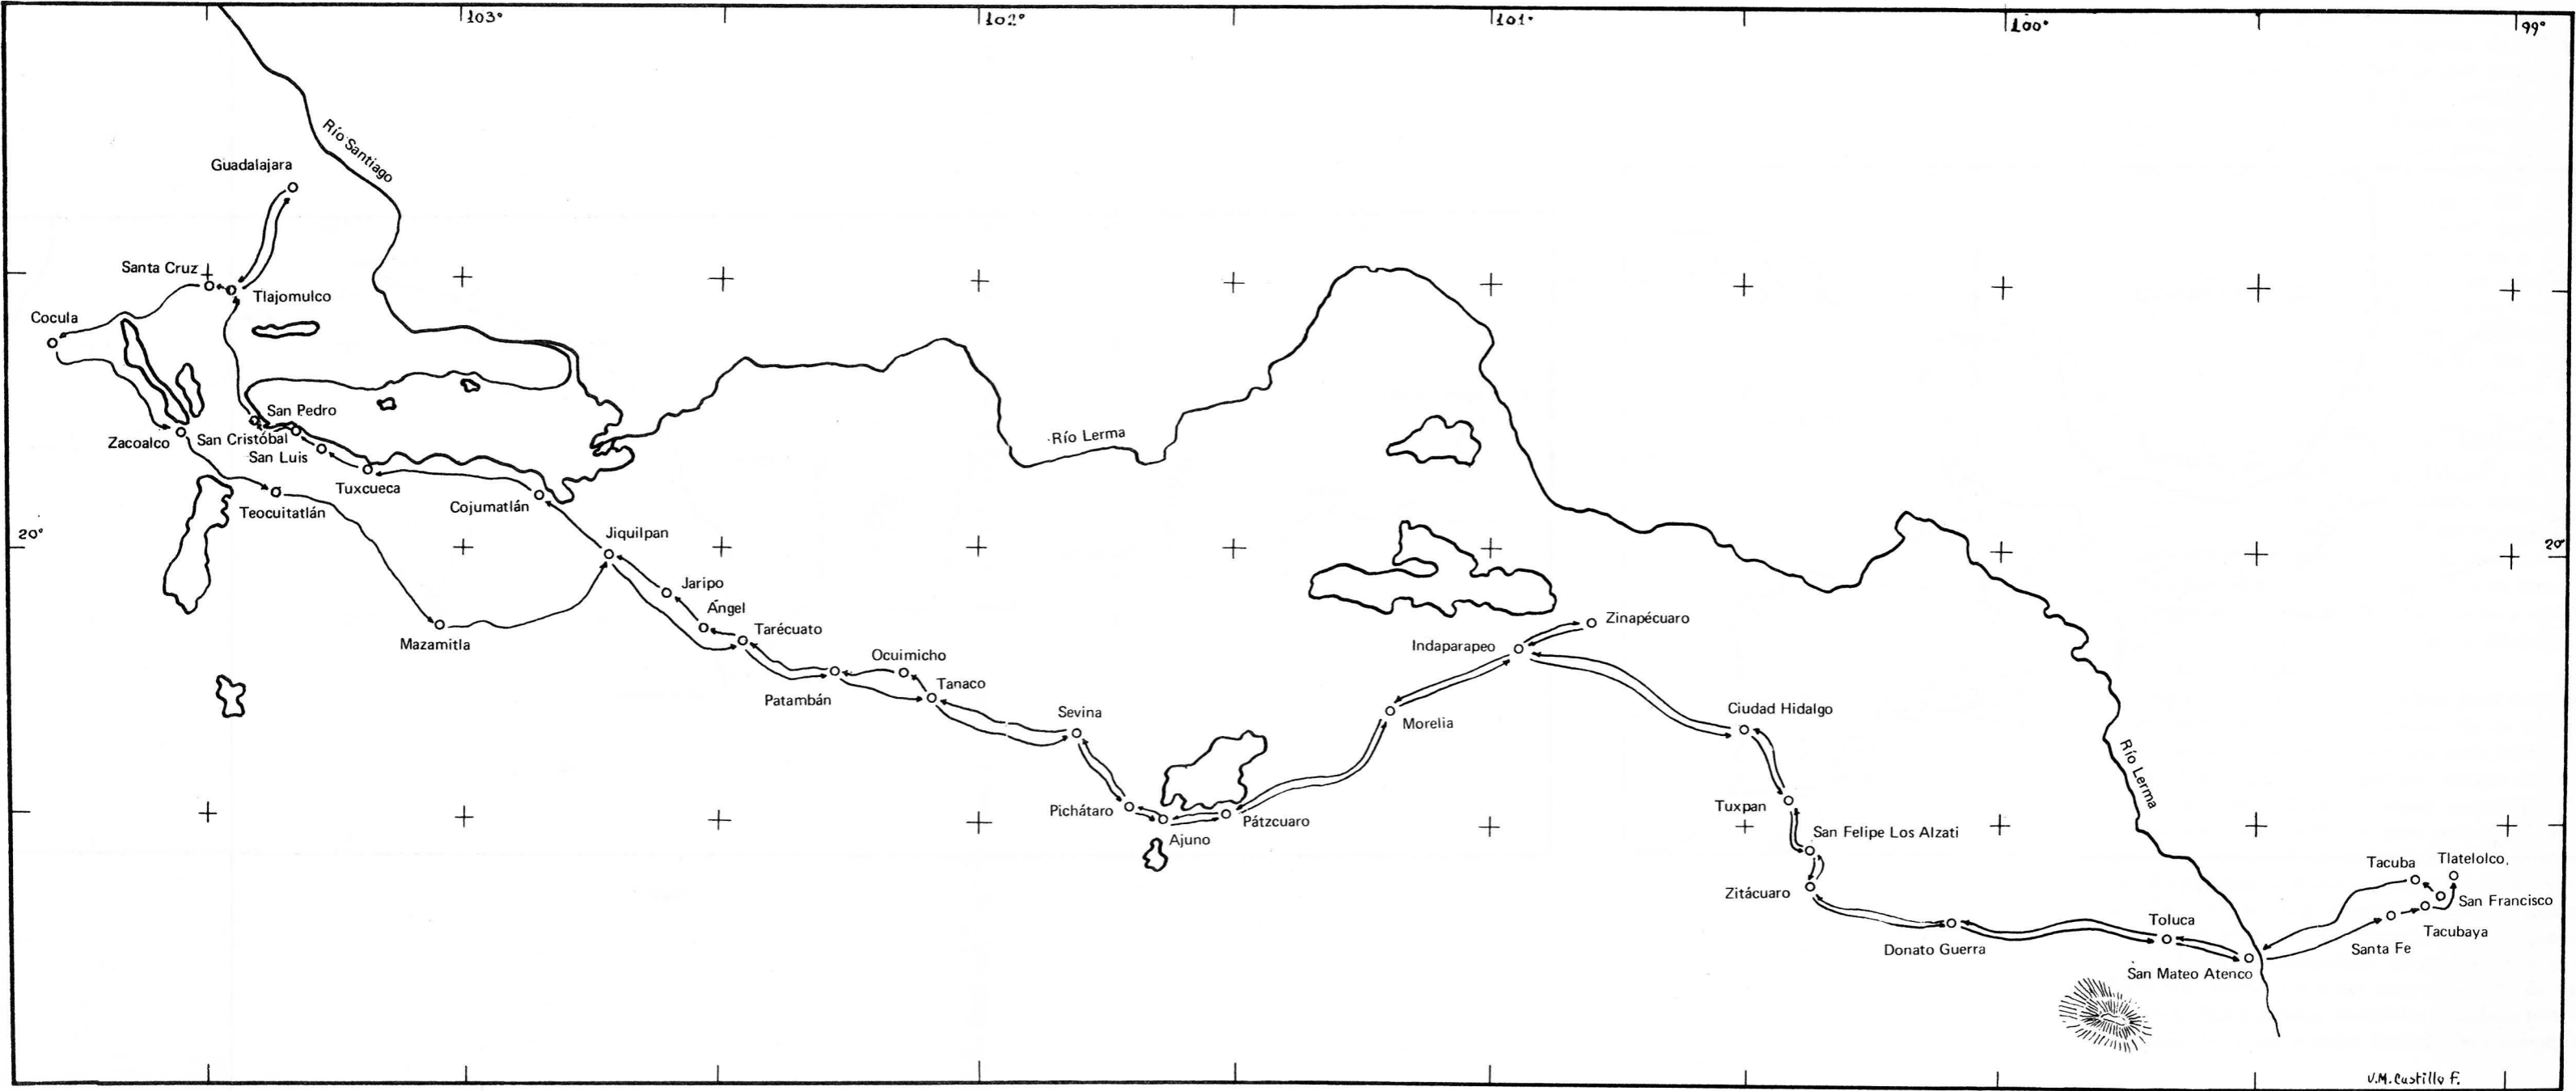 103°
102°
101°
100°
99°
Río Santiago
Guadalajara
Santa Cruz
Tlajomulco
Cocula
San Pedro
Zacoalco
San Cristóbal
San Luis
Río Lerma
Tuxcueca
Cojumatlán
Teocuitatlán
20°
Jiquilpan
20°
Jaripo
Ángel
Tarécuato
Zinapécuaro
Mazamitla
Indaparapeo
Ocuimicho
Tanaco
Patambán
Sevina
Ciudad Hidalgo
Morelia
Río Lerma
Pichátaro
Pátzcuaro
Tuxpan
Ajuno
San Felipe Los Alzati
Tacuba
Tlatelolco.
Zitácuaro
San Francisco
Toluca
Tacubaya
Donato Guerra
Santa Fe
San Mateo Atenco
V.M. Castillo F.